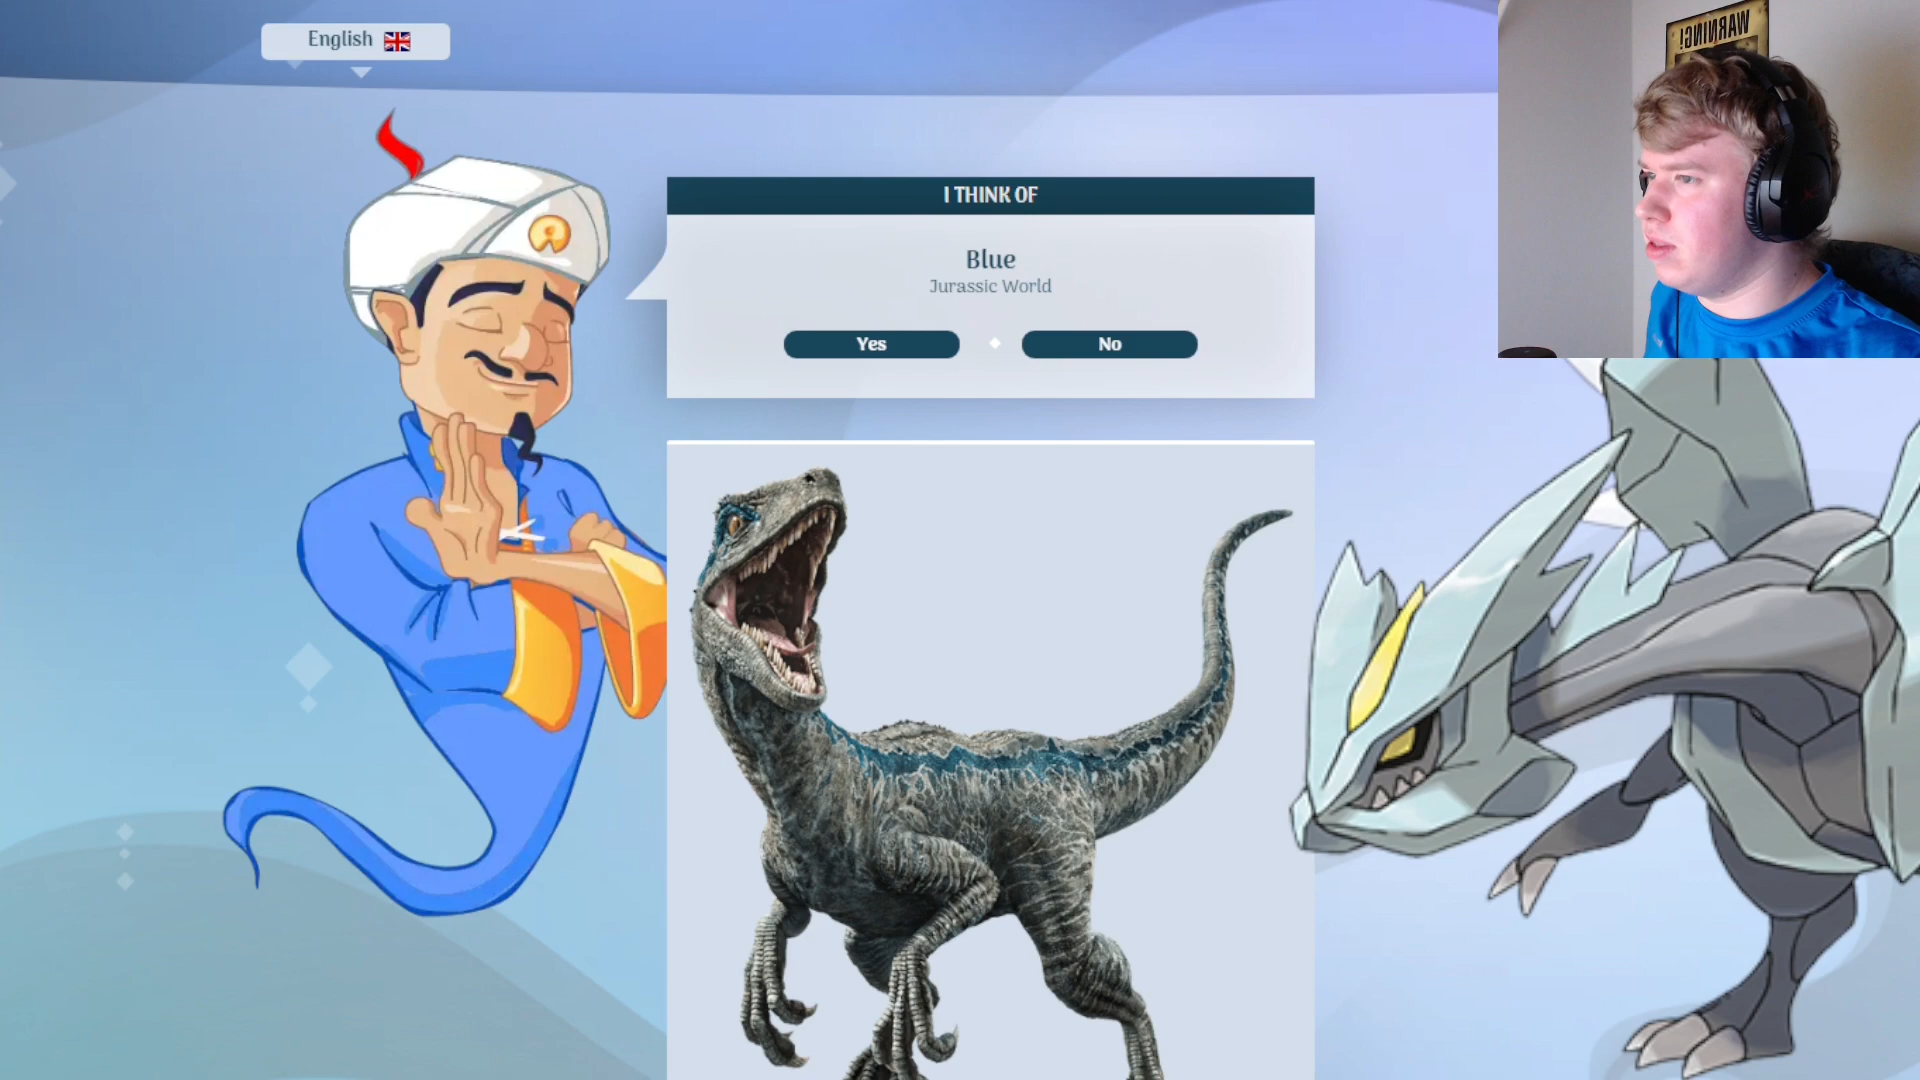 English
WARNING!
I THINK OF
Blue
Jurassic World
Yes
No